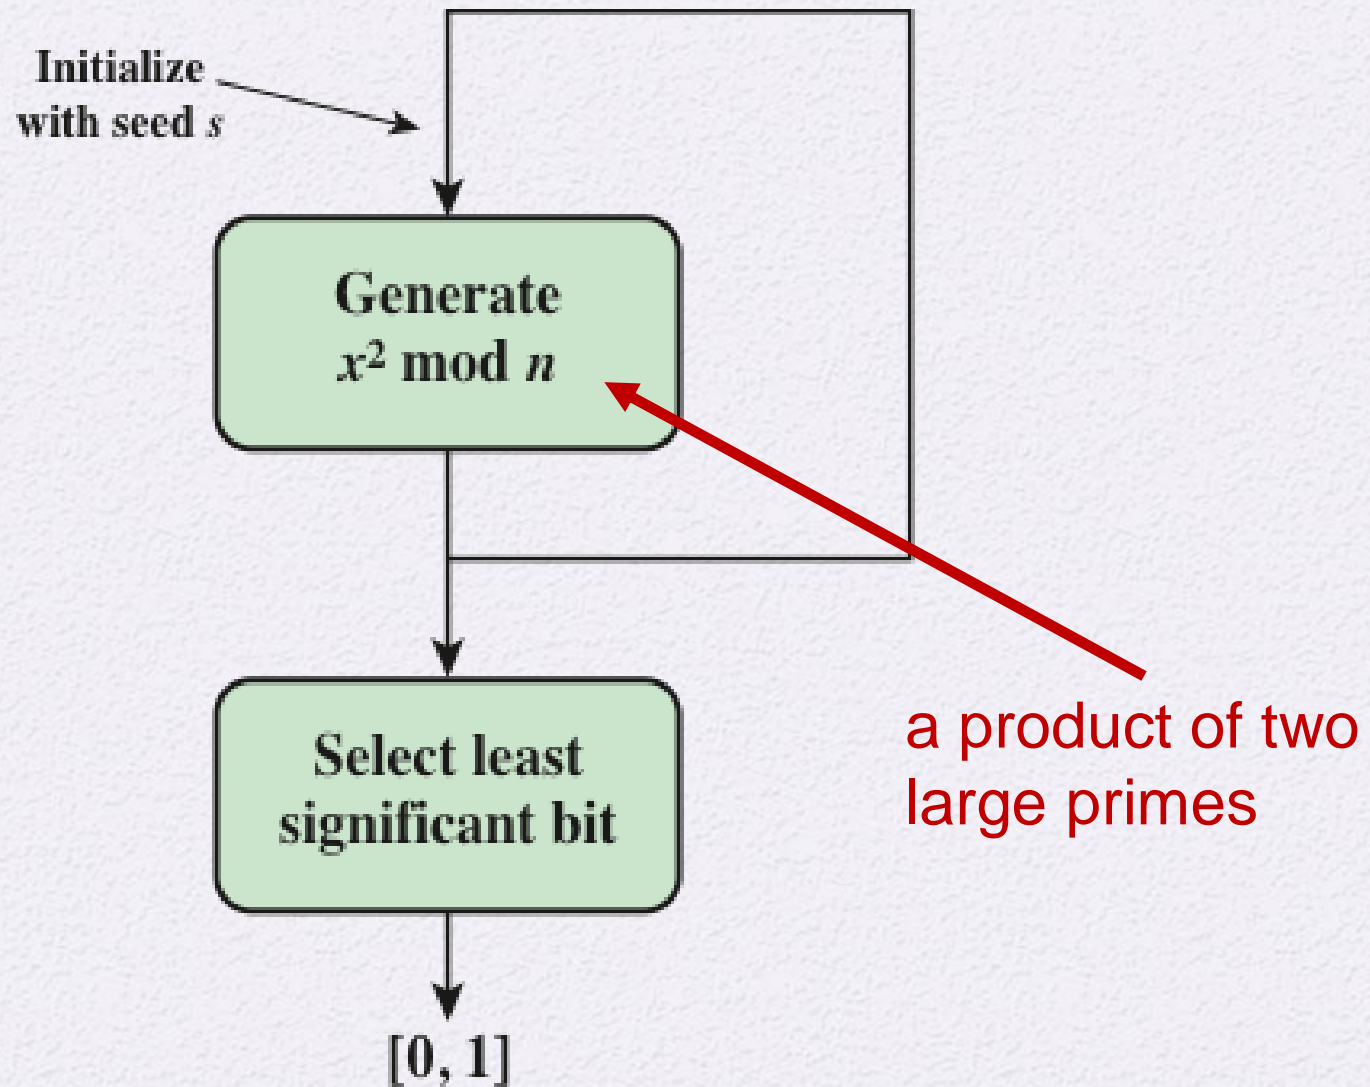 Initialize
with seed s
Generate
x² mod n
a product of two
large primes
Select least
significant bit
[0, 1]